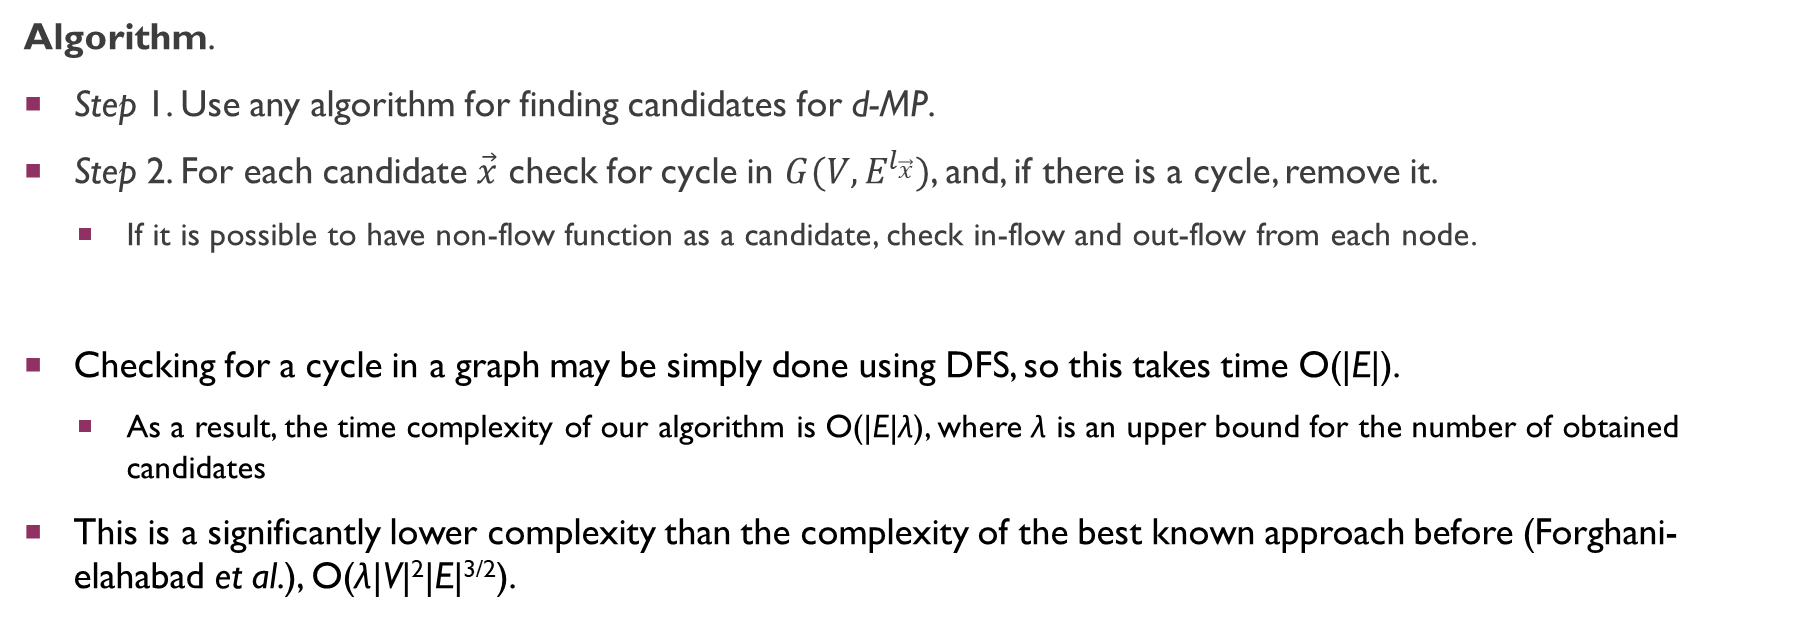 Algorithm.
▪ Step 1. Use any algorithm for finding candidates for d-MP.
▪ Step 2. For each candidate x⃗ check for cycle in G(V, E^{l_{x⃗}}), and, if there is a cycle, remove it.
▪ If it is possible to have non-flow function as a candidate, check in-flow and out-flow from each node.
▪ Checking for a cycle in a graph may be simply done using DFS, so this takes time O(|E|).
▪ As a result, the time complexity of our algorithm is O(|E|λ), where λ is an upper bound for the number of obtained
candidates
▪ This is a significantly lower complexity than the complexity of the best known approach before (Forghani-
elahabad et al.), O(λ|V|²|E|^{3/2}).